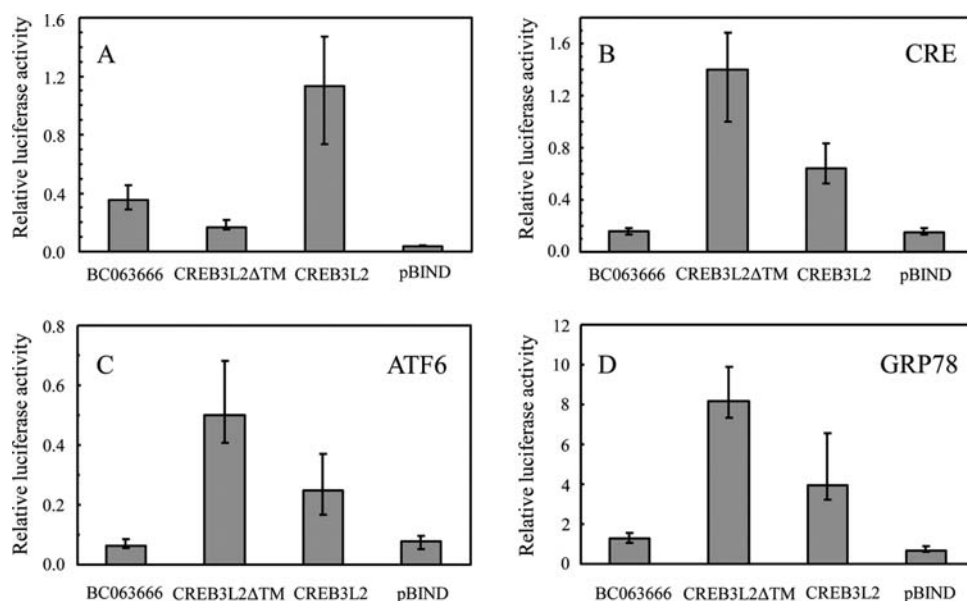 A
Relative luciferase activity
1.6
1.2
0.8
0.4
0.0
BC063666 CREB3L2ΔTM CREB3L2 pBIND
B CRE
Relative luciferase activity
1.6
1.2
0.8
0.4
0.0
BC063666 CREB3L2ΔTM CREB3L2 pBIND
C ATF6
Relative luciferase activity
0.8
0.6
0.4
0.2
0.0
BC063666 CREB3L2ΔTM CREB3L2 pBIND
D GRP78
Relative luciferase activity
12
10
8
6
4
2
0
BC063666 CREB3L2ΔTM CREB3L2 pBIND